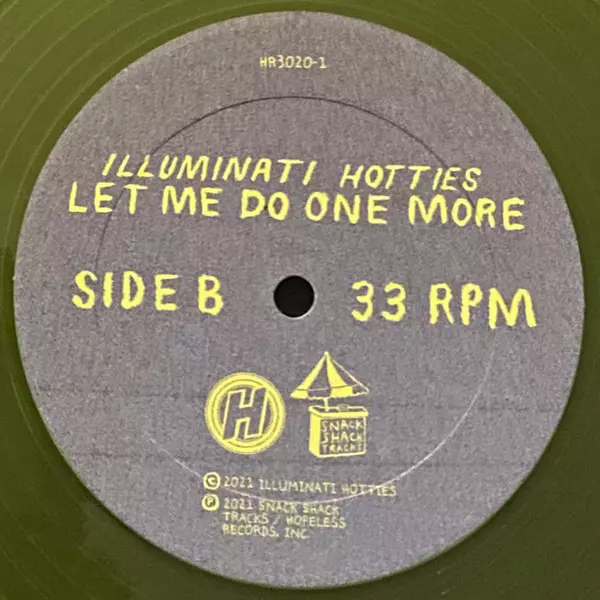 HR3020-1
ILLUMINATI HOTTIES
LET ME DO ONE MORE
SIDE B
33 RPM
H
SNACK
SHACK
TRACKS
© 2021 ILLUMINATI HOTTIES
℗ 2021 SNACK SHACK
TRACKS / HOPELESS
RECORDS, INC